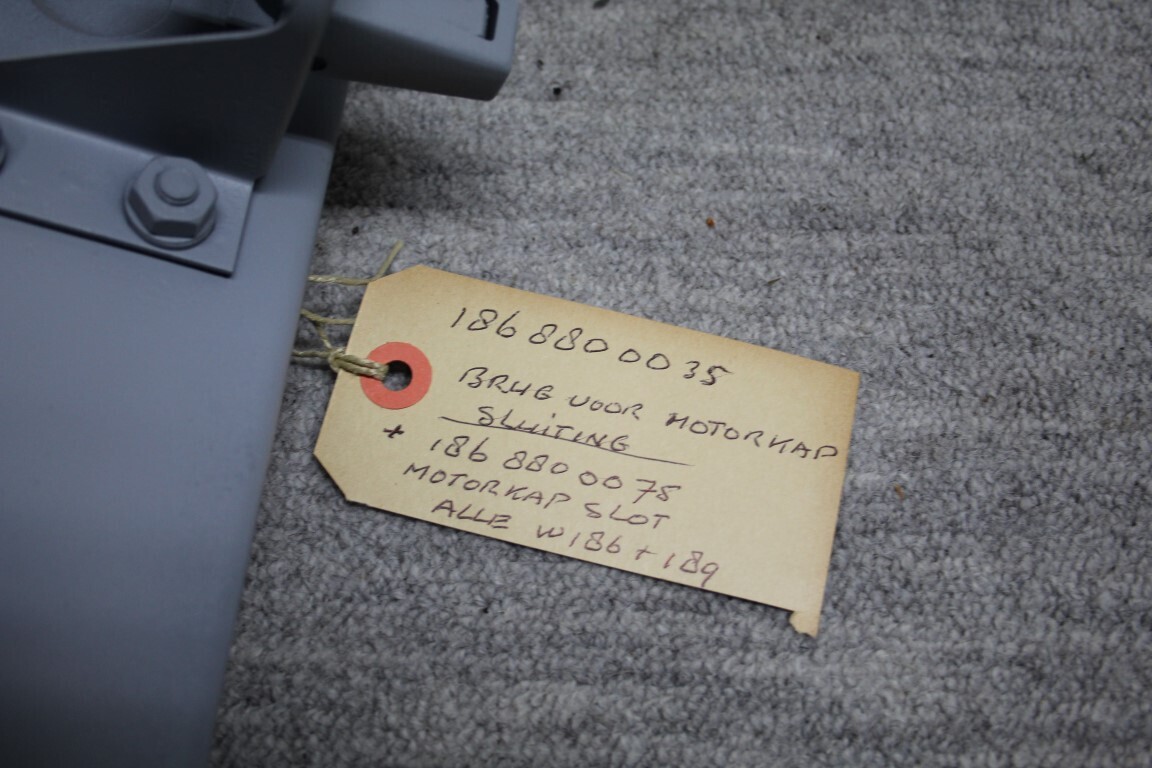 186 880 00 35
BRUG VOOR MOTORKAP
SLUITING
+ 186 880 00 75
MOTORKAP SLOT
ALLE W186 + 189